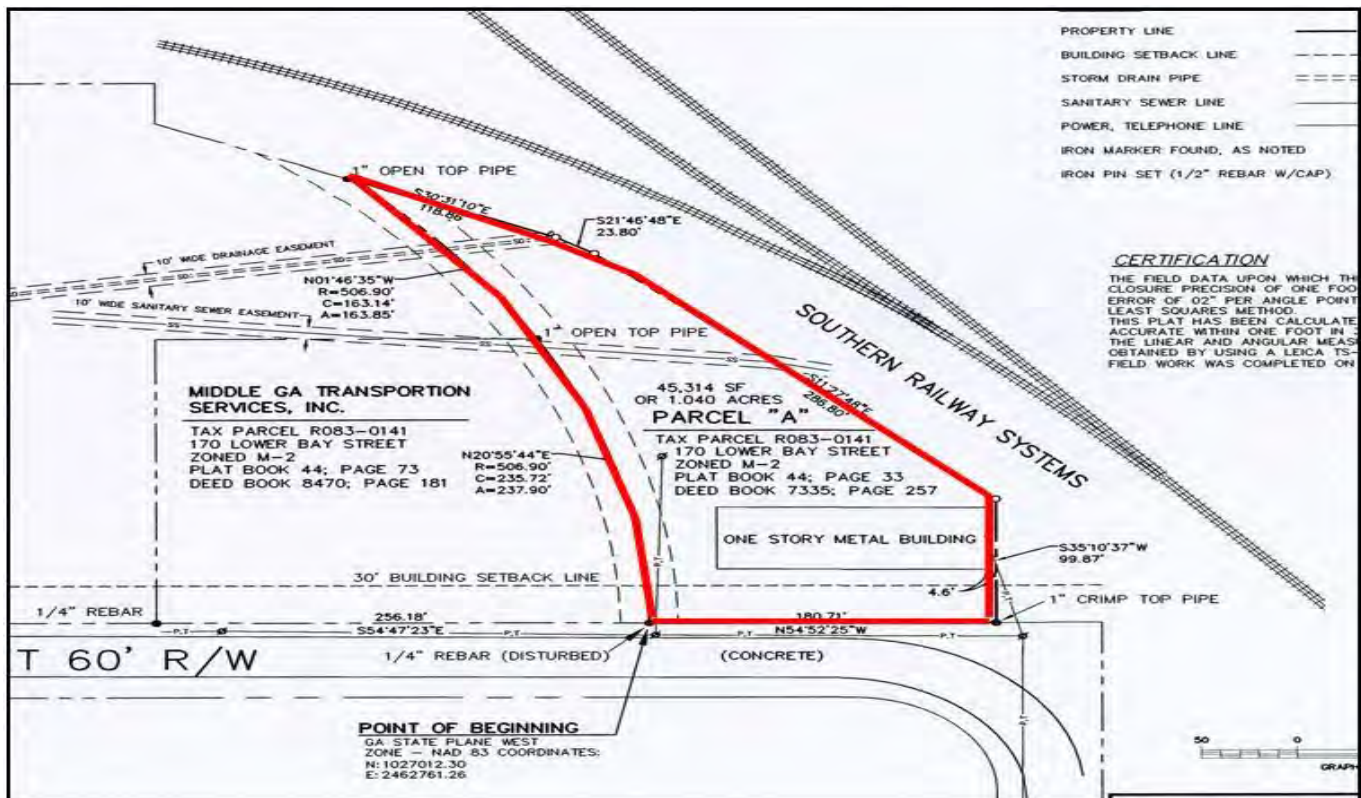 PROPERTY LINE
BUILDING SETBACK LINE
STORM DRAIN PIPE
SANITARY SEWER LINE
POWER, TELEPHONE LINE
IRON MARKER FOUND, AS NOTED
IRON PIN SET (1/2" REBAR W/CAP)
1" OPEN TOP PIPE
S30°31'10"E
118.86'
S21°46'48"E
23.80'
10' WIDE DRAINAGE EASEMENT
SD
SD
SD
SD
SD
N01°46'35"W
R=506.90'
C=163.14'
A=163.85'
10' WIDE SANITARY SEWER EASEMENT
SS
SS
SS
1" OPEN TOP PIPE
CERTIFICATION
THE FIELD DATA UPON WHICH
CLOSURE PRECISION OF ONE
ERROR OF 02" PER ANGLE POINT
LEAST SQUARES METHOD.
THIS PLAT HAS BEEN
ACCURATE WITHIN ONE FOOT IN
THE LINEAR AND ANGULAR
OBTAINED BY USING A LEICA
FIELD WORK WAS COMPLETED ON
SOUTHERN RAILWAY SYSTEMS
S11°27'48"E
286.80'
MIDDLE GA TRANSPORTION
SERVICES, INC.
TAX PARCEL R083-0141
170 LOWER BAY STREET
ZONED M-2
PLAT BOOK 44; PAGE 73
DEED BOOK 8470; PAGE 181
N20°55'44"E
R=506.90'
C=235.72'
A=237.90'
45,314 SF
OR 1.040 ACRES
PARCEL "A"
TAX PARCEL R083-0141
170 LOWER BAY STREET
ZONED M-2
PLAT BOOK 44; PAGE 33
DEED BOOK 7335; PAGE 257
ONE STORY METAL BUILDING
S35°10'37"W
99.87'
4.6'
P,T
P,T
30' BUILDING SETBACK LINE
1/4" REBAR
1" CRIMP TOP PIPE
256.18'
S54°47'23"E
180.71'
N54°52'25"W
P,T
P,T
P,T
P,T
P,T
T 60' R/W
1/4" REBAR (DISTURBED)
(CONCRETE)
P,T
POINT OF BEGINNING
GA STATE PLANE WEST
ZONE - NAD 83 COORDINATES:
N: 1027012.30
E: 2462761.26
50
0